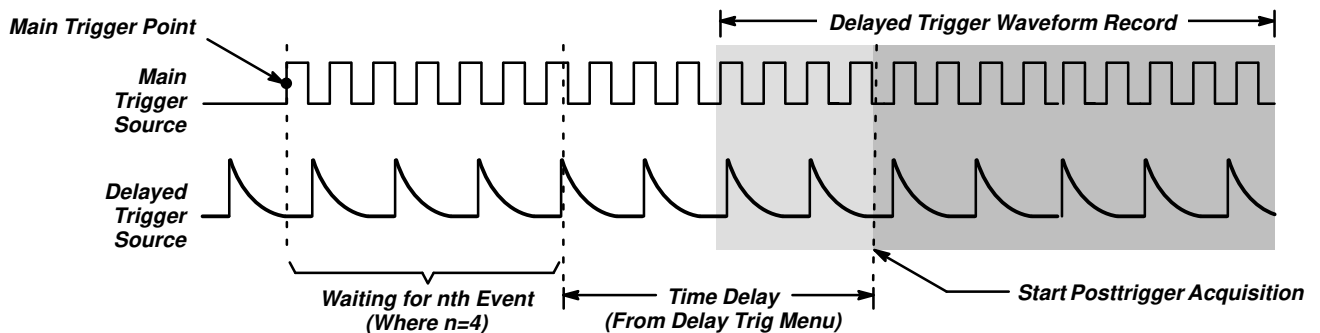 Delayed Trigger Waveform Record
Main Trigger Point
Main
Trigger
Source
Delayed
Trigger
Source
Waiting for nth Event
(Where n=4)
Time Delay
(From Delay Trig Menu)
Start Posttrigger Acquisition